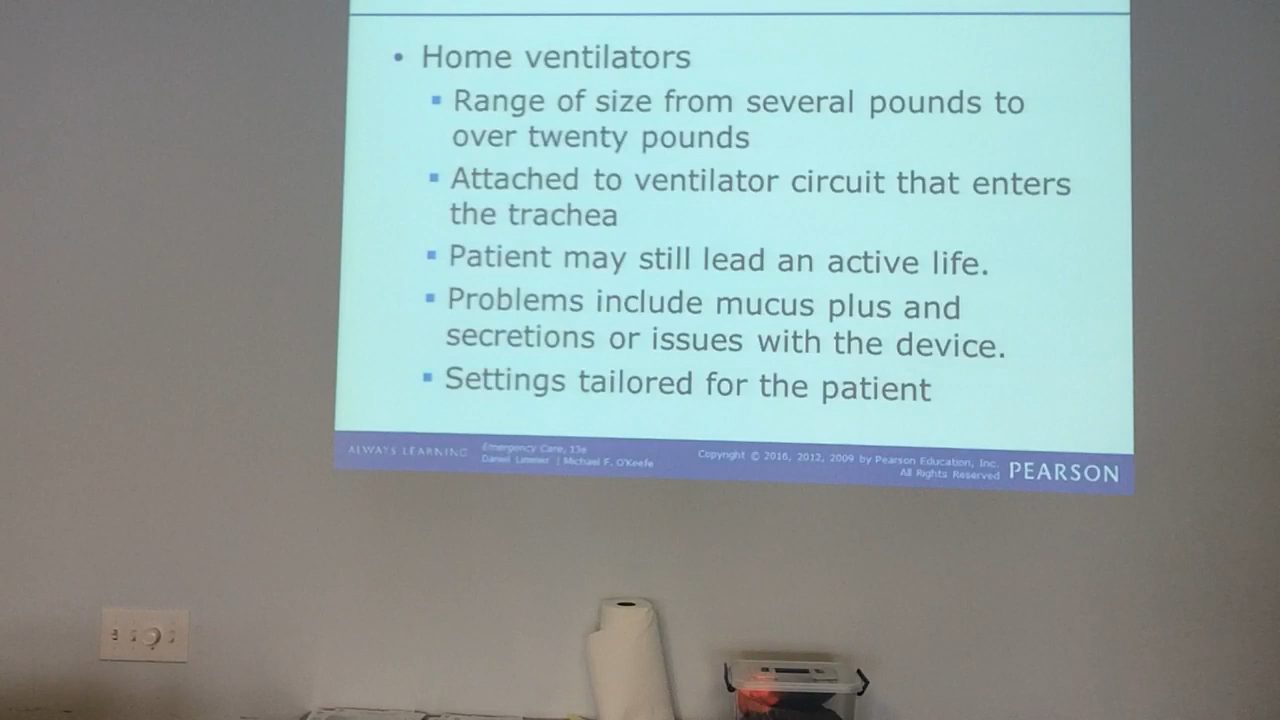 • Home ventilators
▪ Range of size from several pounds to
over twenty pounds
▪ Attached to ventilator circuit that enters
the trachea
▪ Patient may still lead an active life.
▪ Problems include mucus plus and
secretions or issues with the device.
▪ Settings tailored for the patient
ALWAYS LEARNING
Emergency Care, 13e
Daniel Limmer | Michael F. O'Keefe
Copyright © 2016, 2012, 2009 by Pearson Education, Inc.
All Rights Reserved
PEARSON